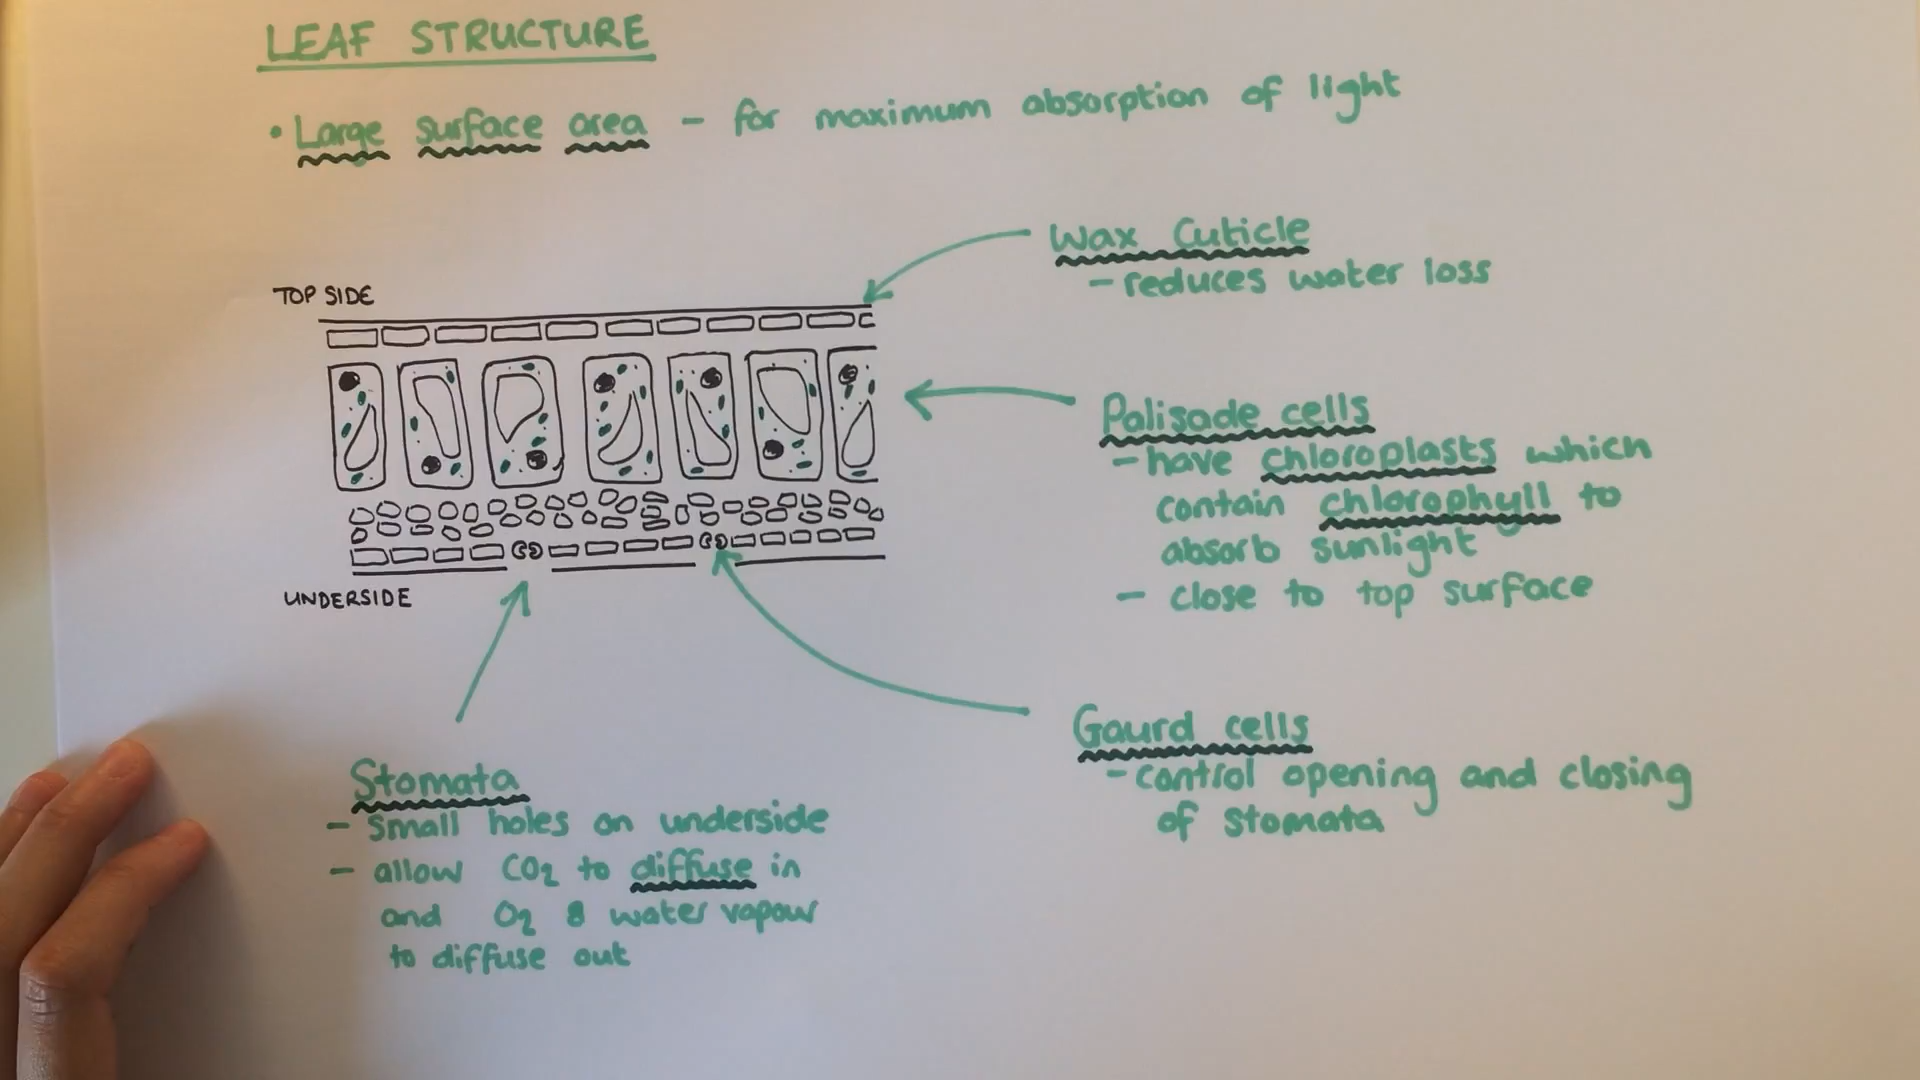 LEAF STRUCTURE
• Large surface area - for maximum absorption of light
Wax Cuticle
- reduces water loss
TOP SIDE
Palisade cells
- have chloroplasts which
contain chlorophyll to
absorb sunlight
- close to top surface
UNDERSIDE
Gaurd cells
- control opening and closing
of stomata
Stomata
- small holes on underside
- allow CO2 to diffuse in
and O2 & water vapour
to diffuse out